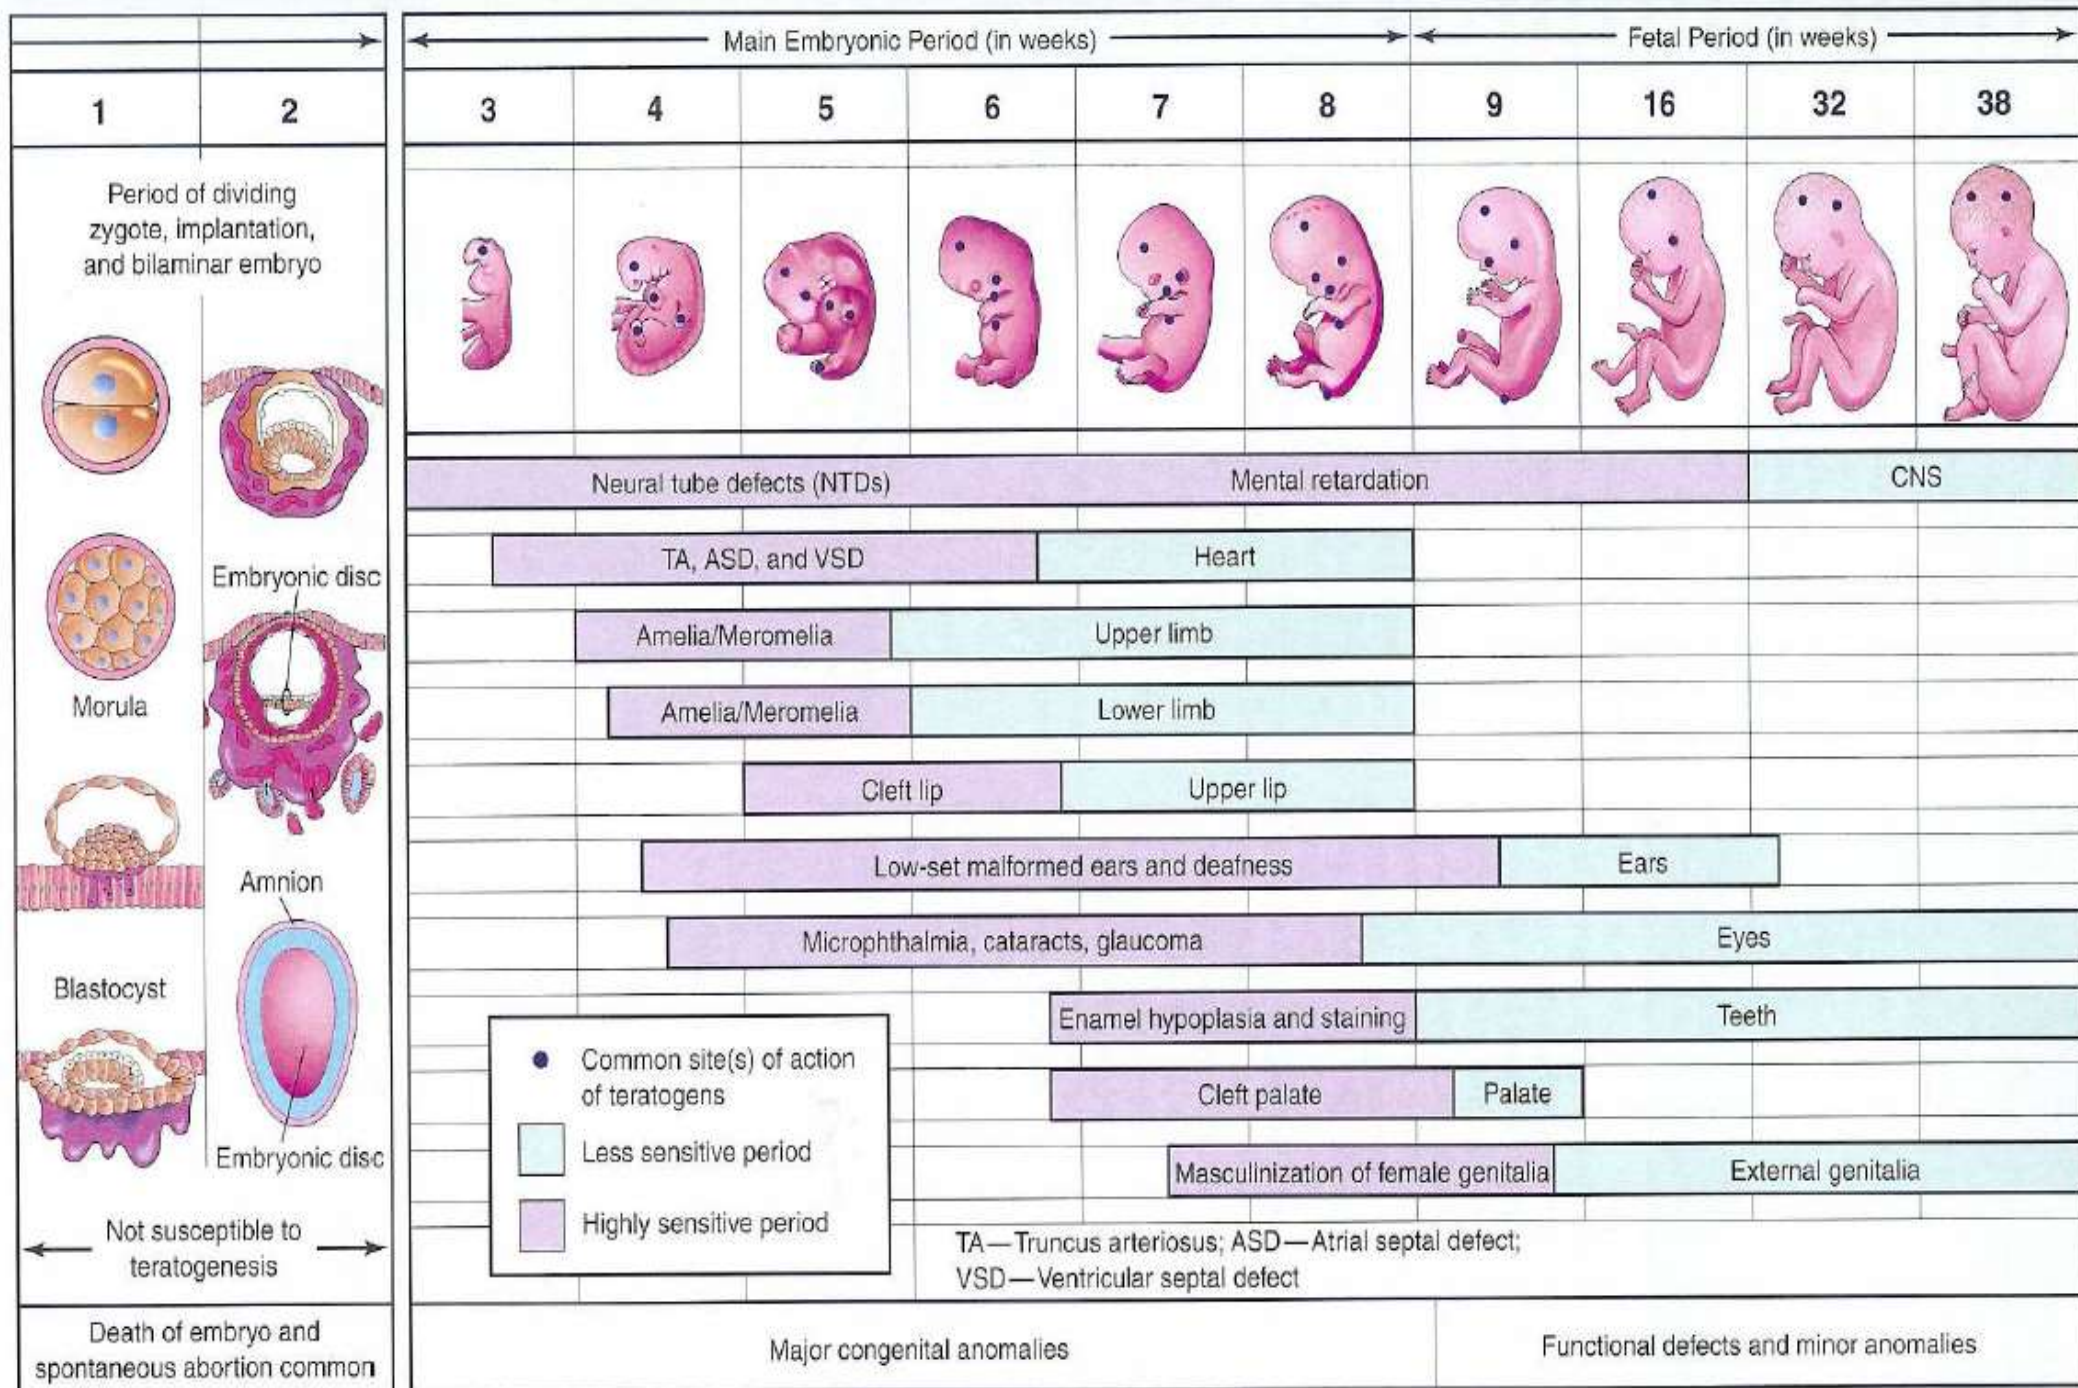 Main Embryonic Period (in weeks)
Fetal Period (in weeks)
1 2 3 4 5 6 7 8 9 16 32 38
Period of dividing
zygote, implantation,
and bilaminar embryo
Embryonic disc
Morula
Amnion
Blastocyst
Embryonic disc
Not susceptible to
teratogenesis
Death of embryo and
spontaneous abortion common
Neural tube defects (NTDs) Mental retardation CNS
TA, ASD, and VSD Heart
Amelia/Meromelia Upper limb
Amelia/Meromelia Lower limb
Cleft lip Upper lip
Low-set malformed ears and deafness Ears
Microphthalmia, cataracts, glaucoma Eyes
Enamel hypoplasia and staining Teeth
Cleft palate Palate
Masculinization of female genitalia External genitalia
Common site(s) of action
of teratogens
Less sensitive period
Highly sensitive period
TA—Truncus arteriosus; ASD—Atrial septal defect;
VSD—Ventricular septal defect
Major congenital anomalies
Functional defects and minor anomalies